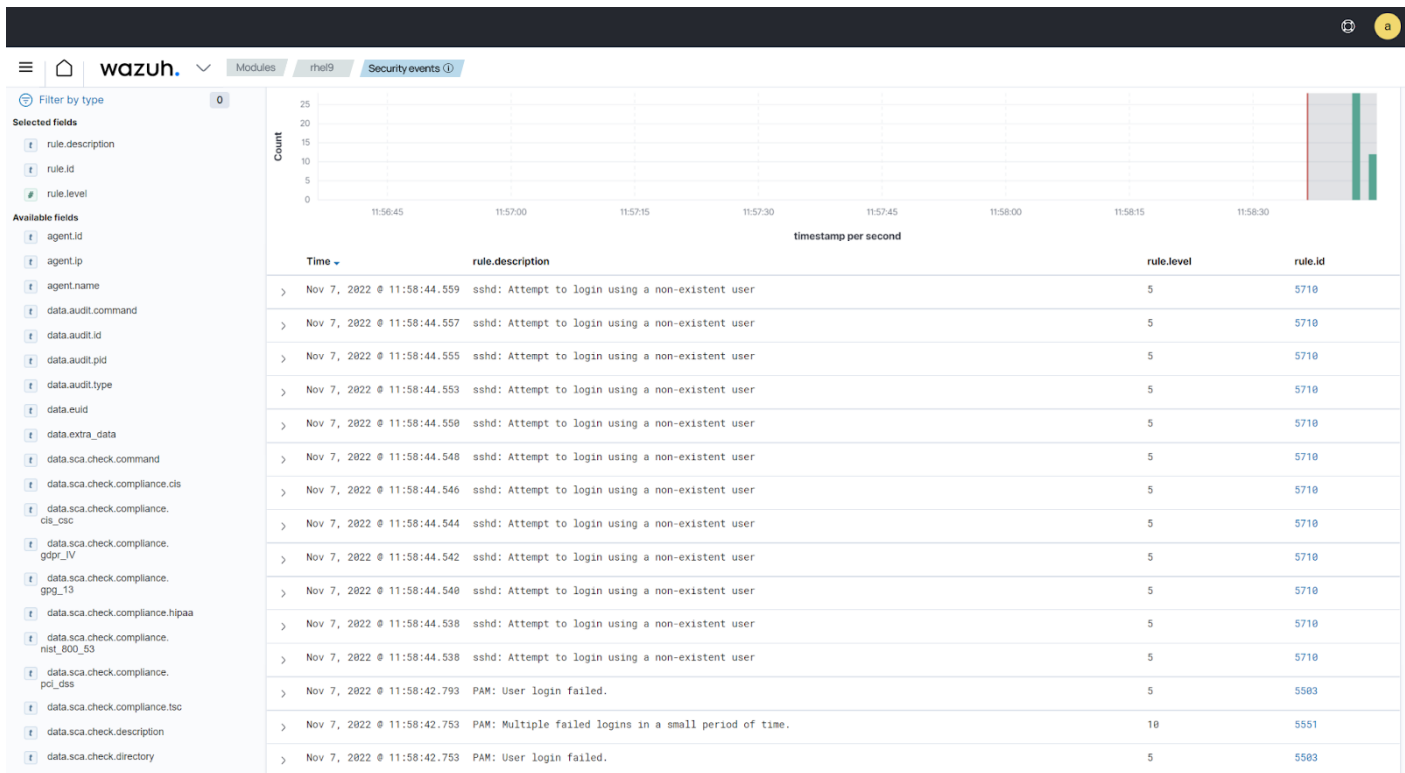 a
wazuh.
Modules
rhel9
Security events
Filter by type
0
Selected fields
t rule.description
t rule.id
# rule.level
Available fields
t agent.id
t agent.ip
t agent.name
t data.audit.command
t data.audit.id
t data.audit.pid
t data.audit.type
t data.euid
t data.extra_data
t data.sca.check.command
t data.sca.check.compliance.cis
t data.sca.check.compliance.
cis_csc
t data.sca.check.compliance.
gdpr_IV
t data.sca.check.compliance.
gpg_13
t data.sca.check.compliance.hipaa
t data.sca.check.compliance.
nist_800_53
t data.sca.check.compliance.
pci_dss
t data.sca.check.compliance.tsc
t data.sca.check.description
t data.sca.check.directory
Count
25
20
15
10
5
0
11:56:45 11:57:00 11:57:15 11:57:30 11:57:45 11:58:00 11:58:15 11:58:30
timestamp per second
Time rule.description rule.level rule.id
Nov 7, 2022 @ 11:58:44.559 sshd: Attempt to login using a non-existent user 5 5710
Nov 7, 2022 @ 11:58:44.557 sshd: Attempt to login using a non-existent user 5 5710
Nov 7, 2022 @ 11:58:44.555 sshd: Attempt to login using a non-existent user 5 5710
Nov 7, 2022 @ 11:58:44.553 sshd: Attempt to login using a non-existent user 5 5710
Nov 7, 2022 @ 11:58:44.550 sshd: Attempt to login using a non-existent user 5 5710
Nov 7, 2022 @ 11:58:44.548 sshd: Attempt to login using a non-existent user 5 5710
Nov 7, 2022 @ 11:58:44.546 sshd: Attempt to login using a non-existent user 5 5710
Nov 7, 2022 @ 11:58:44.544 sshd: Attempt to login using a non-existent user 5 5710
Nov 7, 2022 @ 11:58:44.542 sshd: Attempt to login using a non-existent user 5 5710
Nov 7, 2022 @ 11:58:44.540 sshd: Attempt to login using a non-existent user 5 5710
Nov 7, 2022 @ 11:58:44.538 sshd: Attempt to login using a non-existent user 5 5710
Nov 7, 2022 @ 11:58:44.538 sshd: Attempt to login using a non-existent user 5 5710
Nov 7, 2022 @ 11:58:42.793 PAM: User login failed. 5 5503
Nov 7, 2022 @ 11:58:42.753 PAM: Multiple failed logins in a small period of time. 10 5551
Nov 7, 2022 @ 11:58:42.753 PAM: User login failed. 5 5503